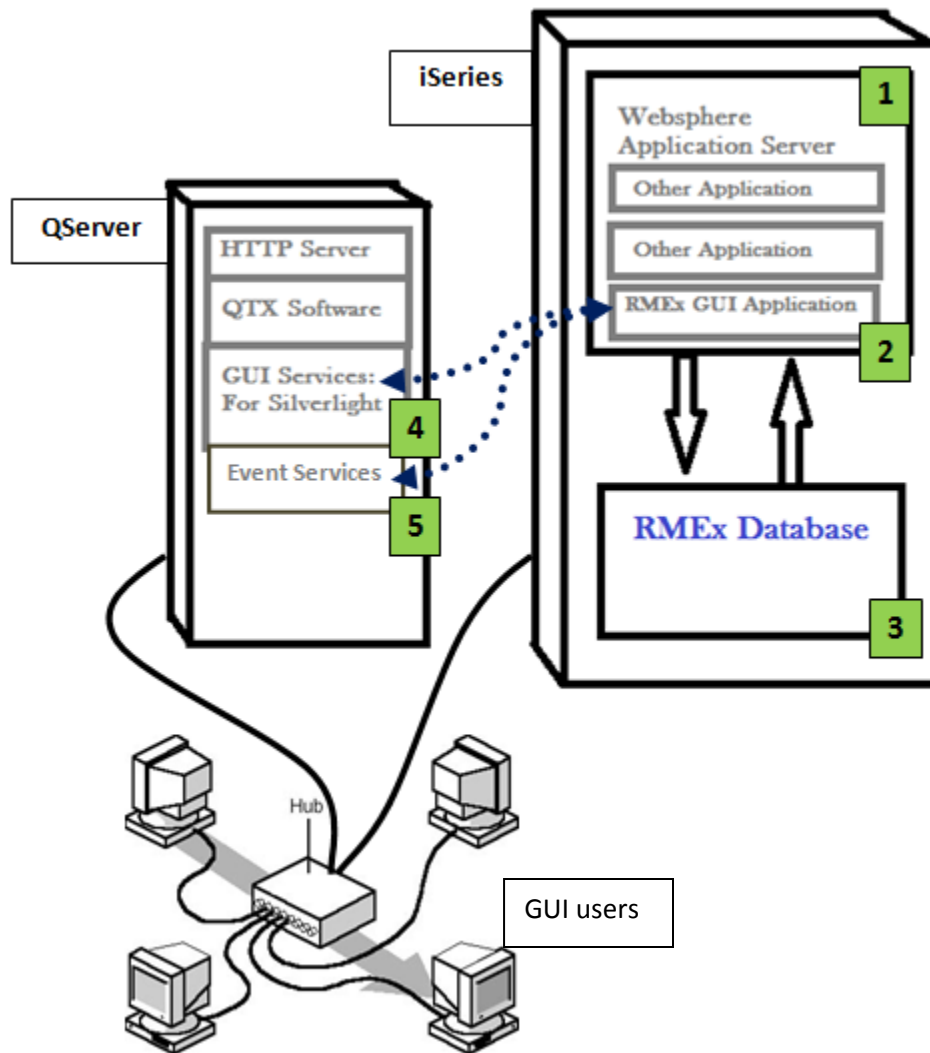 iSeries
1
Websphere
Application Server
Other Application
Other Application
RMEx GUI Application
2
QServer
HTTP Server
QTX Software
GUI Services:
For Silverlight
4
Event Services
5
RMEx Database
3
Hub
GUI users